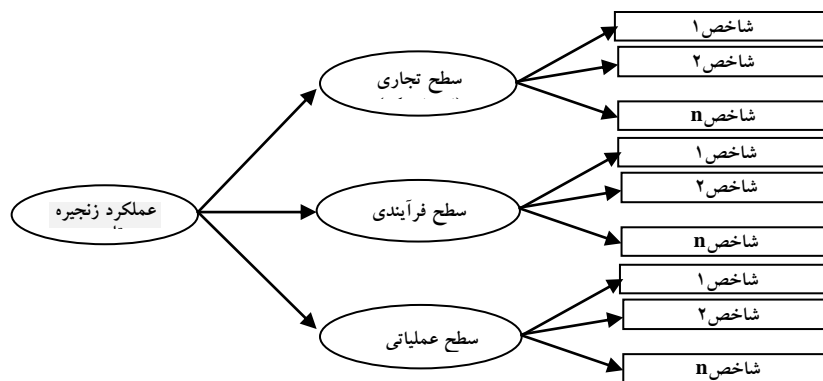 عملکرد زنجیره
سطح تجاری
شاخص۱
شاخص۲
شاخصn
سطح فرآیندی
شاخص۱
شاخص۲
شاخصn
سطح عملیاتی
شاخص۱
شاخص۲
شاخصn